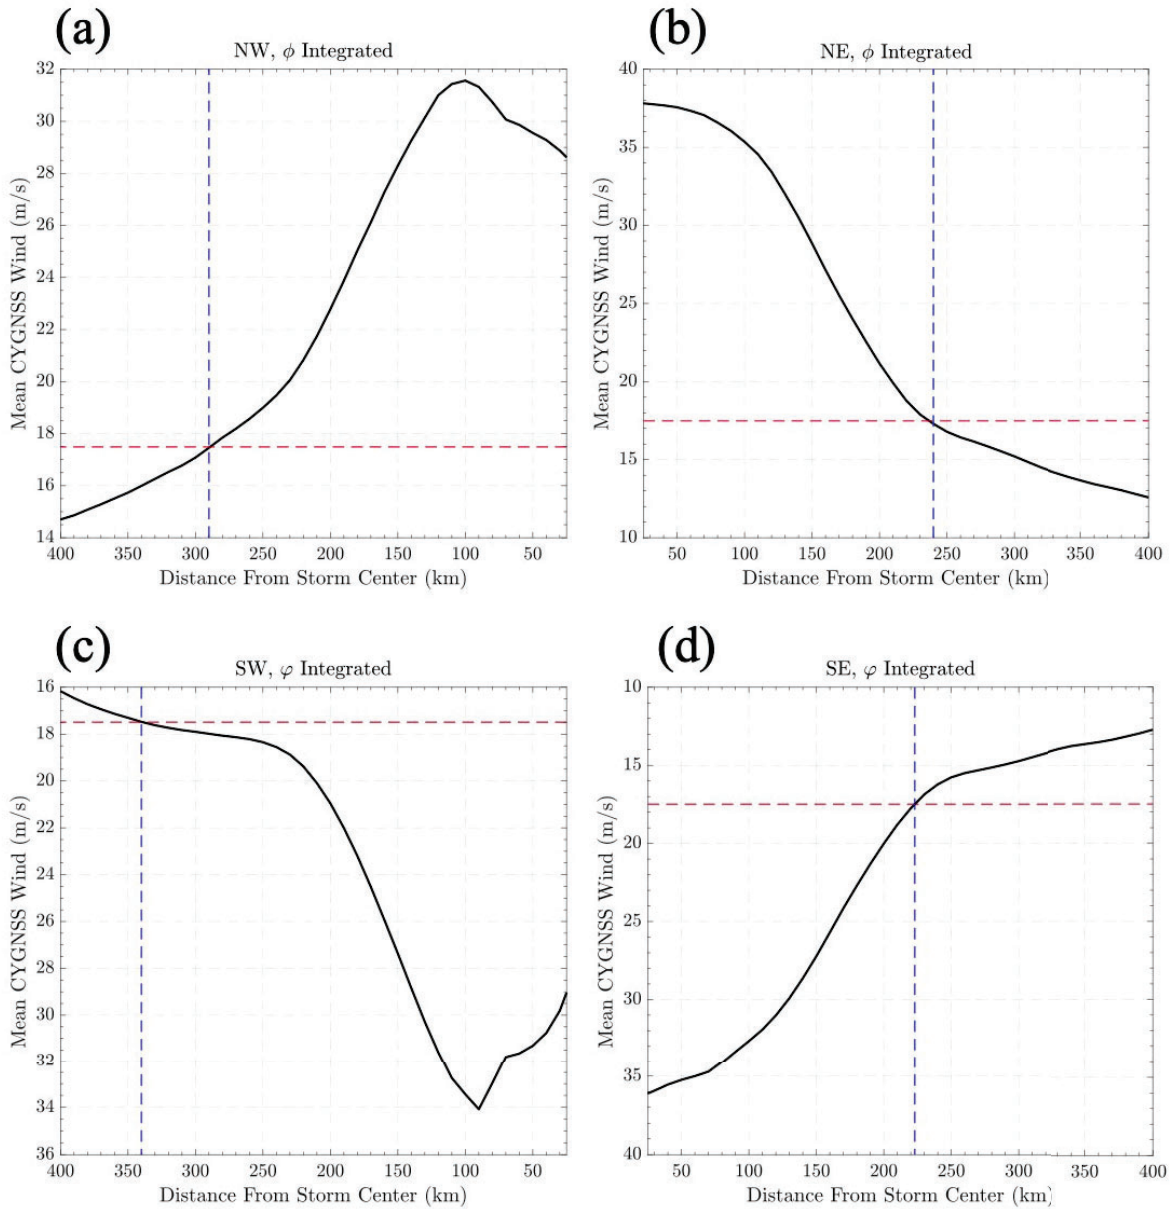 (a)
NW, ϕ Integrated
32
30
28
26
24
22
20
18
16
14
Mean CYGNSS Wind (m/s)
400 350 300 250 200 150 100 50
Distance From Storm Center (km)
(b)
NE, ϕ Integrated
40
35
30
25
20
15
10
Mean CYGNSS Wind (m/s)
50 100 150 200 250 300 350 400
Distance From Storm Center (km)
(c)
SW, φ Integrated
16
18
20
22
24
26
28
30
32
34
36
Mean CYGNSS Wind (m/s)
400 350 300 250 200 150 100 50
Distance From Storm Center (km)
(d)
SE, φ Integrated
10
15
20
25
30
35
40
Mean CYGNSS Wind (m/s)
50 100 150 200 250 300 350 400
Distance From Storm Center (km)